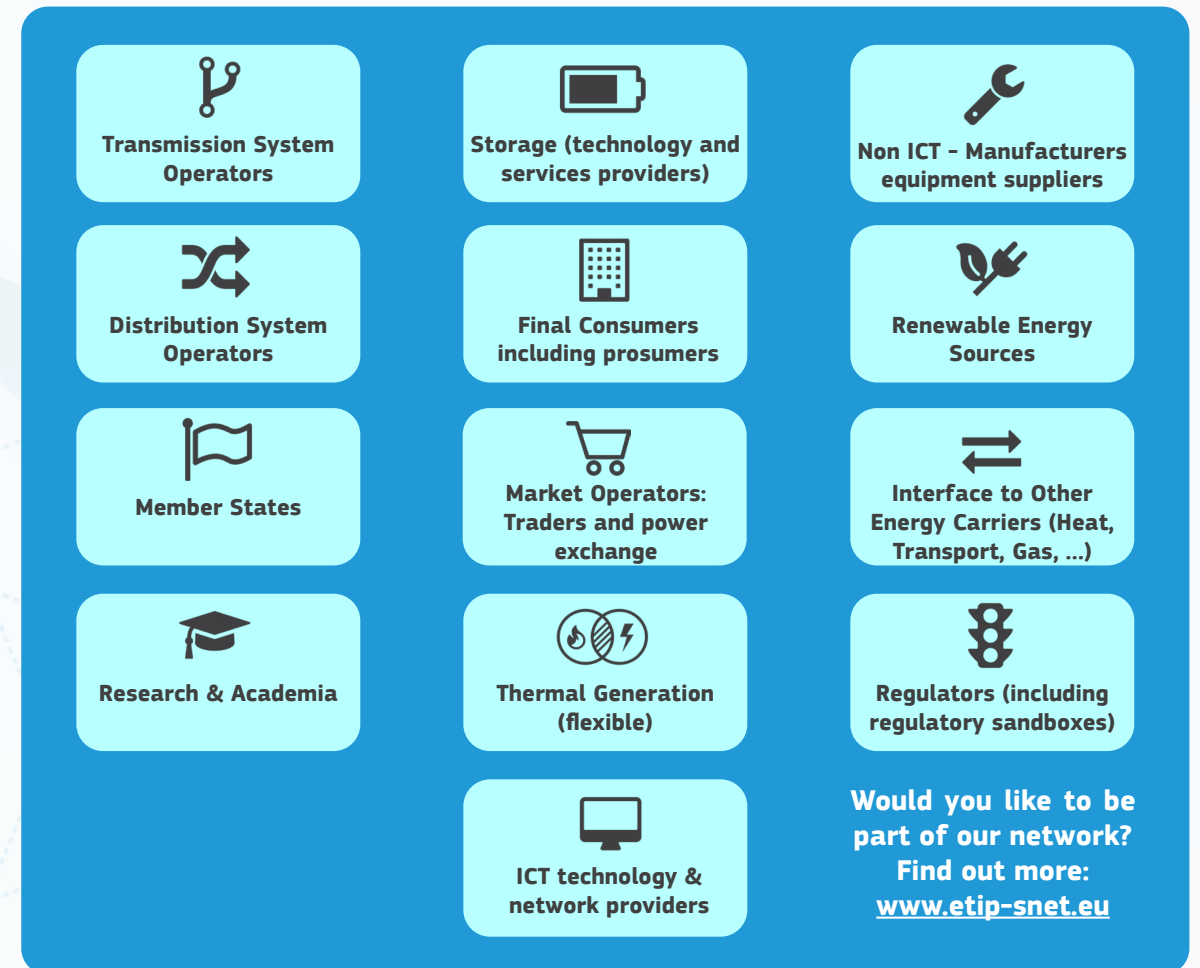 Transmission System
Operators
Storage (technology and
services providers)
Non ICT - Manufacturers
equipment suppliers
Distribution System
Operators
Final Consumers
including prosumers
Renewable Energy
Sources
Member States
Market Operators:
Traders and power
exchange
Interface to Other
Energy Carriers (Heat,
Transport, Gas, ...)
Research & Academia
Thermal Generation
(flexible)
Regulators (including
regulatory sandboxes)
ICT technology &
network providers
Would you like to be
part of our network?
Find out more:
www.etip-snet.eu